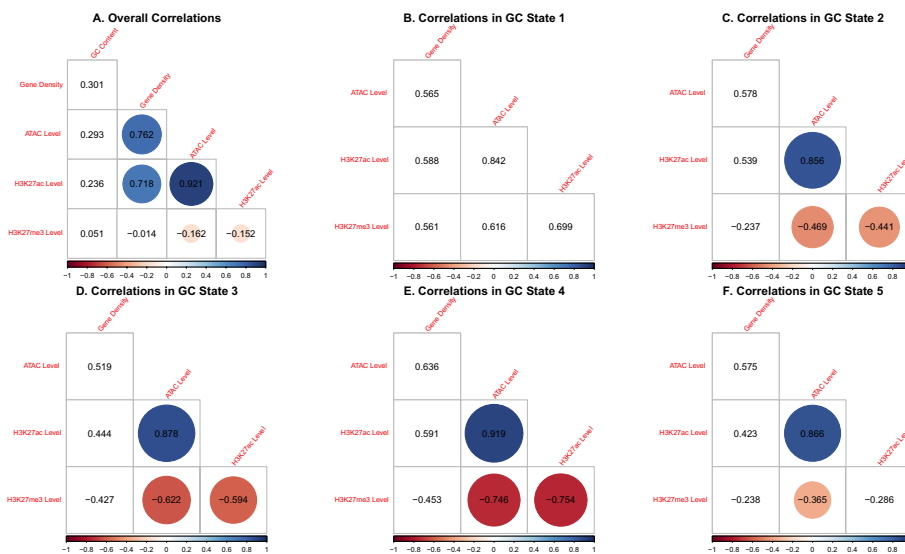 A. Overall Correlations
GC Content
Gene Density
0.301
Gene Density
ATAC Level
0.293
0.762
ATAC Level
H3K27ac Level
0.236
0.718
0.921
H3K27ac Level
H3K27me3 Level
0.051
−0.014
−0.162
−0.152
−1 −0.8 −0.6 −0.4 −0.2 0 0.2 0.4 0.6 0.8 1
B. Correlations in GC State 1
Gene Density
ATAC Level
0.565
ATAC Level
H3K27ac Level
0.588
0.842
H3K27ac Level
H3K27me3 Level
0.561
0.616
0.699
−1 −0.8 −0.6 −0.4 −0.2 0 0.2 0.4 0.6 0.8 1
C. Correlations in GC State 2
Gene Density
ATAC Level
0.578
ATAC Level
H3K27ac Level
0.539
0.856
H3K27ac Level
H3K27me3 Level
−0.237
−0.469
−0.441
−1 −0.8 −0.6 −0.4 −0.2 0 0.2 0.4 0.6 0.8
D. Correlations in GC State 3
Gene Density
ATAC Level
0.519
ATAC Level
H3K27ac Level
0.444
0.878
H3K27ac Level
H3K27me3 Level
−0.427
−0.622
−0.594
−1 −0.8 −0.6 −0.4 −0.2 0 0.2 0.4 0.6 0.8 1
E. Correlations in GC State 4
Gene Density
ATAC Level
0.636
ATAC Level
H3K27ac Level
0.591
0.919
H3K27ac Level
H3K27me3 Level
−0.453
−0.746
−0.754
−1 −0.8 −0.6 −0.4 −0.2 0 0.2 0.4 0.6 0.8 1
F. Correlations in GC State 5
Gene Density
ATAC Level
0.575
ATAC Level
H3K27ac Level
0.423
0.866
H3K27ac Level
H3K27me3 Level
−0.238
−0.365
−0.286
−1 −0.8 −0.6 −0.4 −0.2 0 0.2 0.4 0.6 0.8